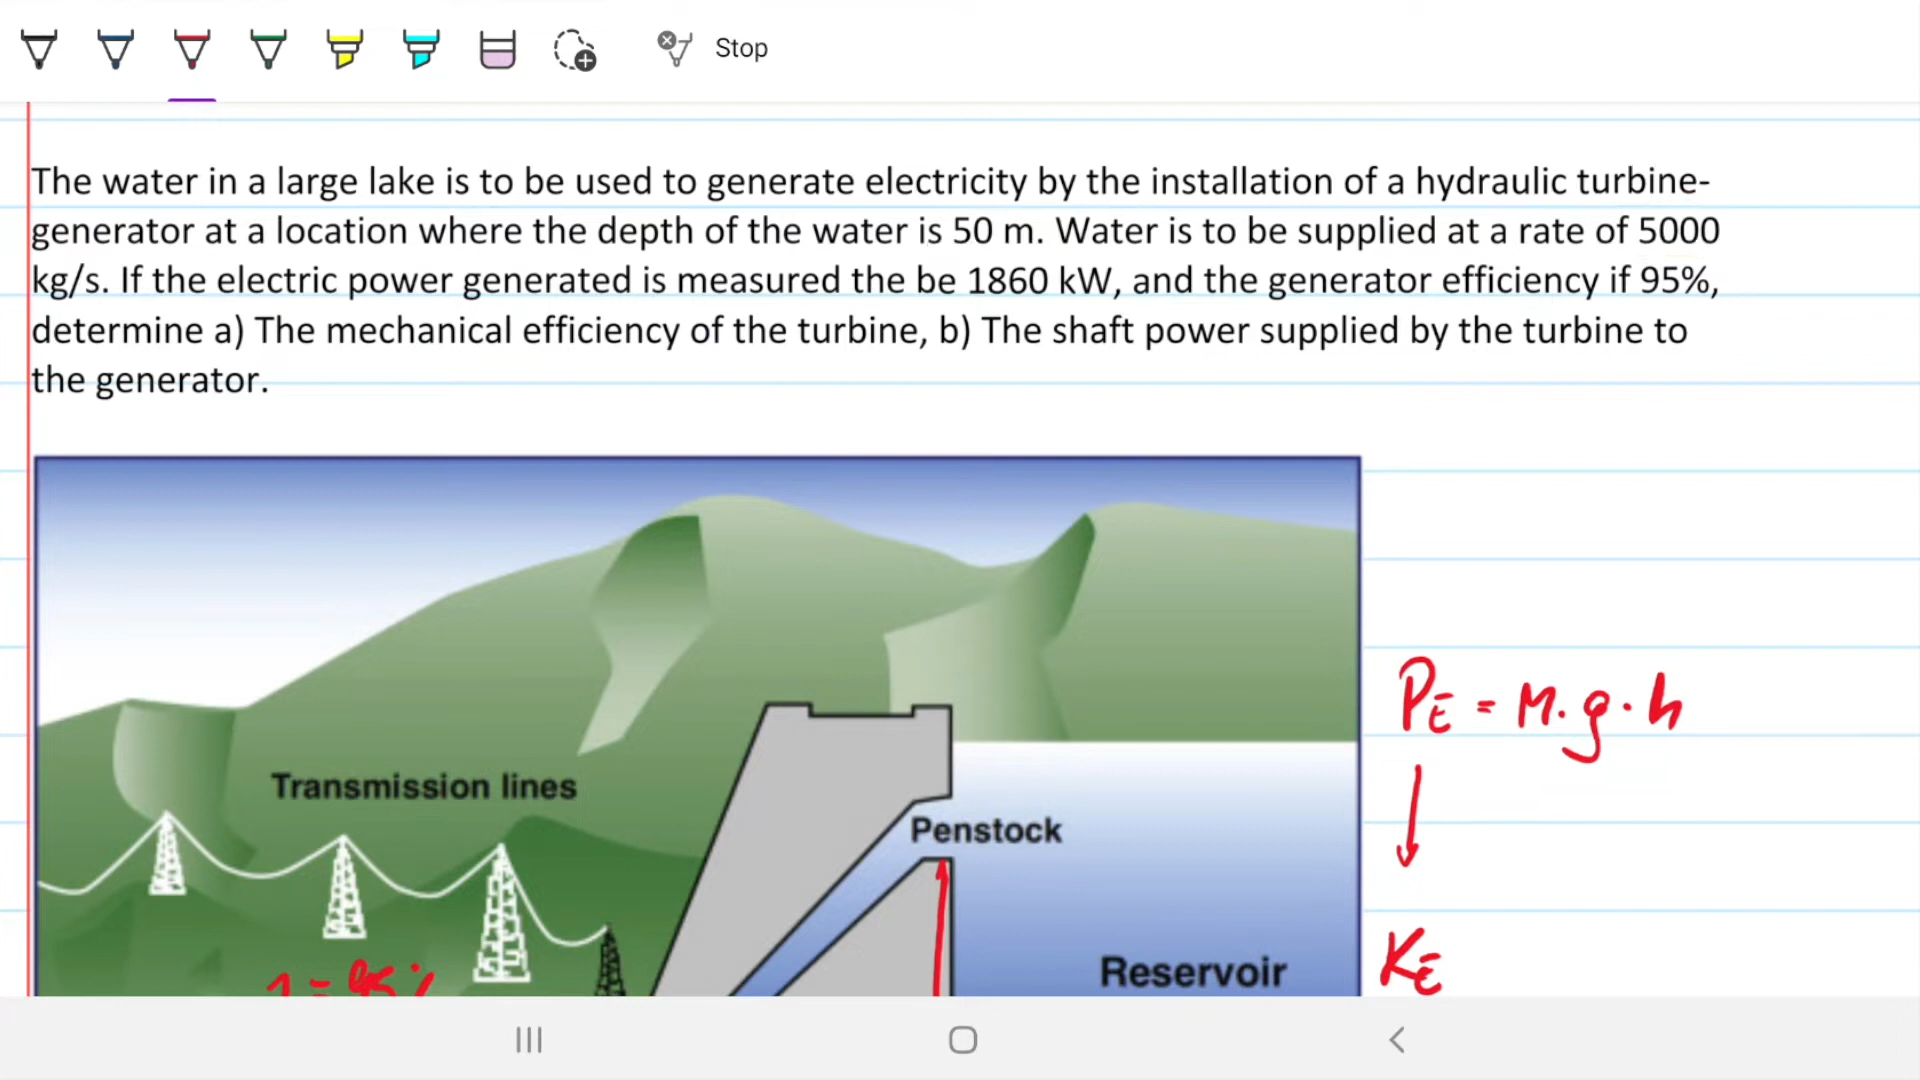 Stop
The water in a large lake is to be used to generate electricity by the installation of a hydraulic turbine-
generator at a location where the depth of the water is 50 m. Water is to be supplied at a rate of 5000
kg/s. If the electric power generated is measured the be 1860 kW, and the generator efficiency if 95%,
determine a) The mechanical efficiency of the turbine, b) The shaft power supplied by the turbine to
the generator.
PE = M.g.h
Transmission lines
Penstock
KE
Reservoir
= 95%